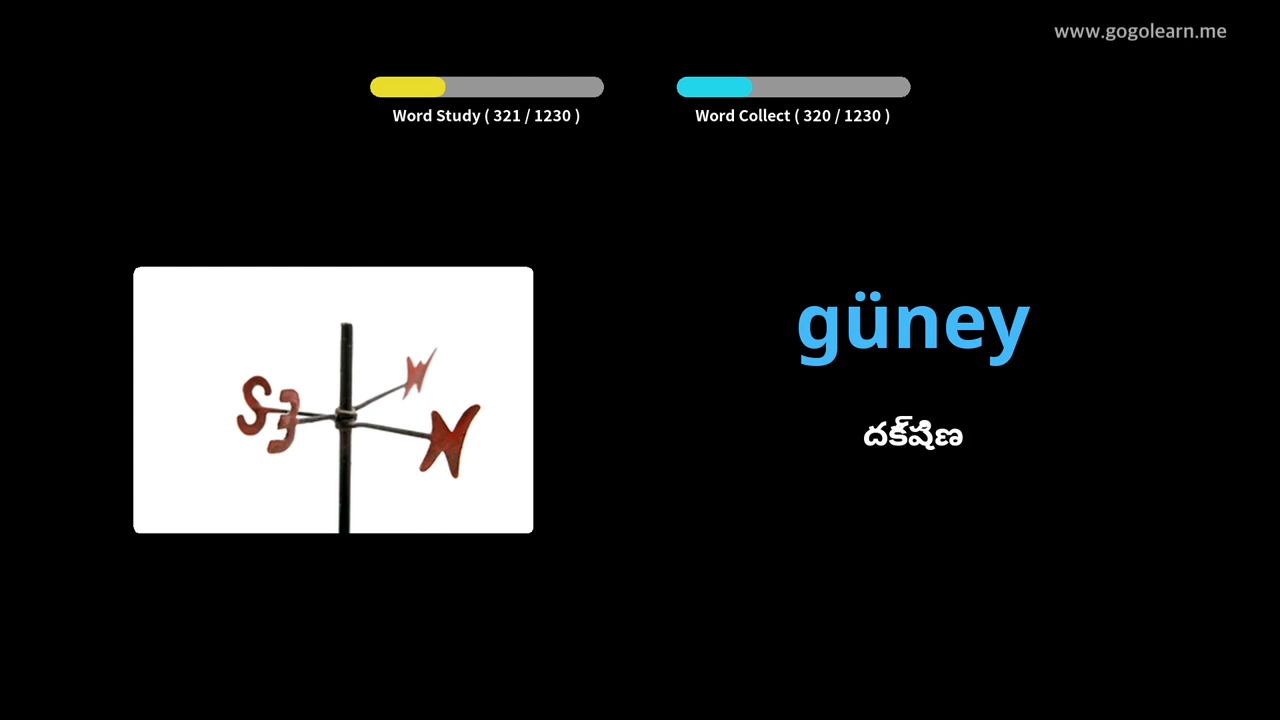 www.gogolearn.me
Word Study ( 321 / 1230 )
Word Collect ( 320 / 1230 )
güney
దక్‌షిణ
S E N W